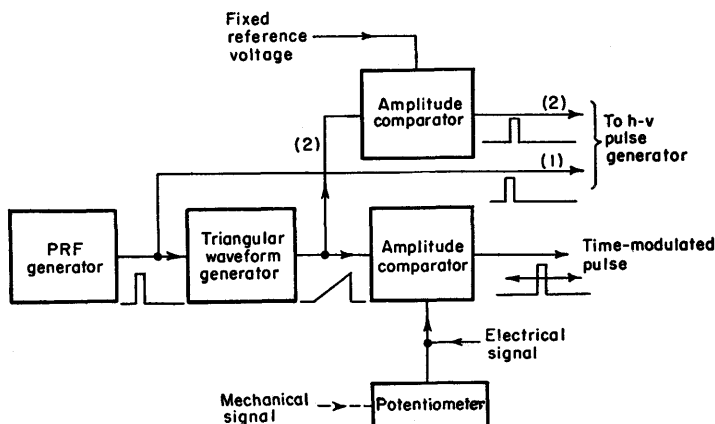 Fixed
reference
voltage
Amplitude
comparator
(2)
To h-v
pulse
generator
(2)
(1)
PRF
generator
Triangular
waveform
generator
Amplitude
comparator
Time-modulated
pulse
Electrical
signal
Mechanical
signal
Potentiometer